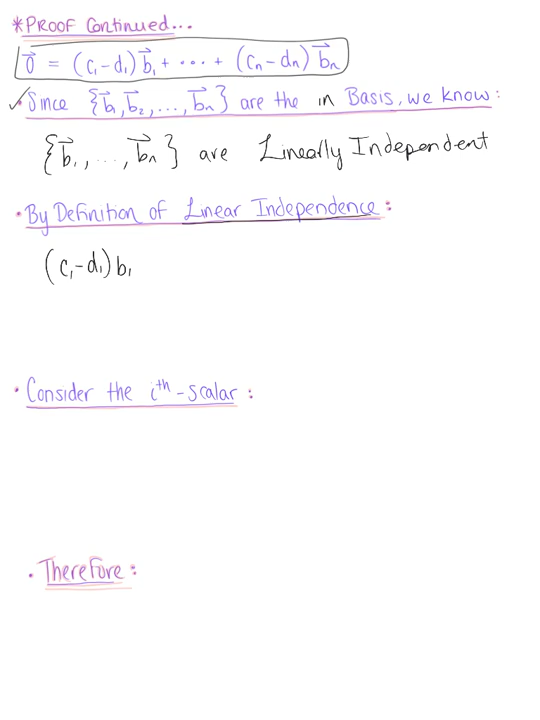 *PROOF Continued...
0⃗ = (c₁-d₁) b⃗₁ + ... + (cₙ-dₙ) b⃗ₙ
✓• Since {b⃗₁, b⃗₂, ..., b⃗ₙ} are the in Basis, we know:
{b⃗₁, ..., b⃗ₙ} are Linearly Independent
• By Definition of Linear Independence:
(c₁-d₁) b₁
• Consider the iᵗʰ-scalar:
• Therefore: